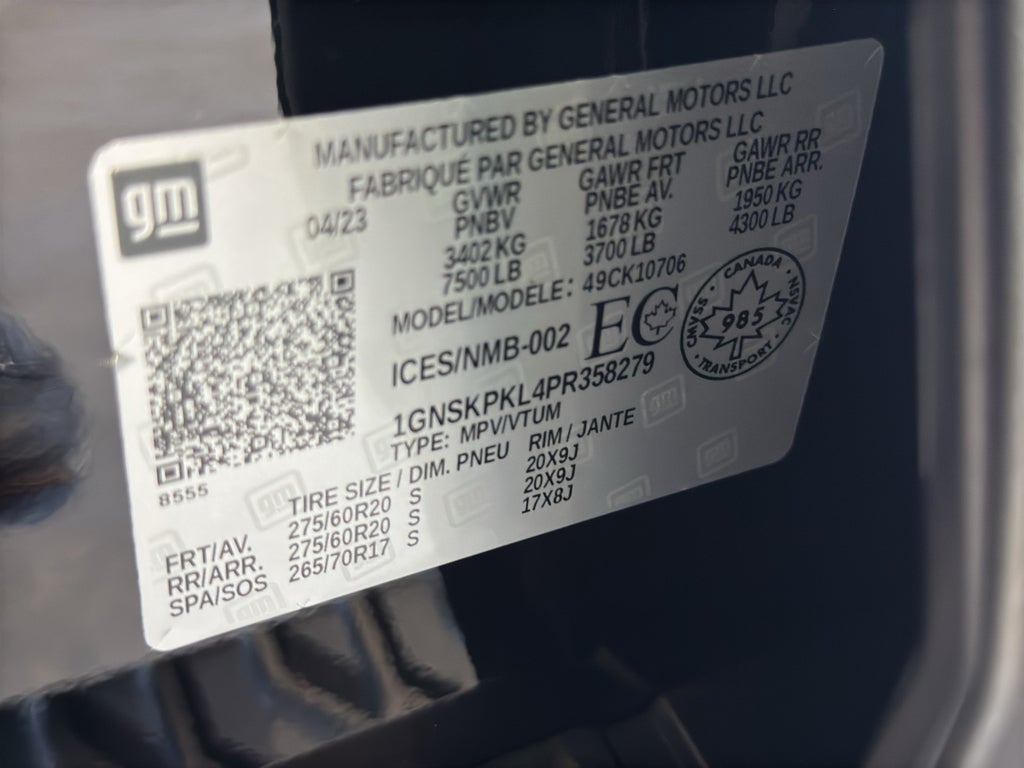 gm
MANUFACTURED BY GENERAL MOTORS LLC
FABRIQUÉ PAR GENERAL MOTORS LLC
04/23 GVWR GAWR FRT GAWR RR
PNBV PNBE AV. PNBE ARR.
3402 KG 1678 KG 1950 KG
7500 LB 3700 LB 4300 LB
MODEL/MODÈLE: 49CK10706
ICES/NMB-002 EC
CANADA
CMVSS 985 NSVAC
TRANSPORT
1GNSKPKL4PR358279
TYPE: MPV/VTUM
8555
TIRE SIZE / DIM. PNEU RIM / JANTE
FRT/AV. 275/60R20 S 20X9J
RR/ARR. 275/60R20 S 20X9J
SPA/SOS 265/70R17 S 17X8J